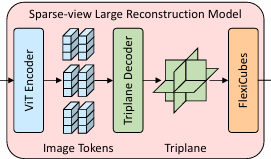 Sparse-view Large Reconstruction Model
ViT Encoder
Triplane Decoder
FlexiCubes
Image Tokens
Triplane